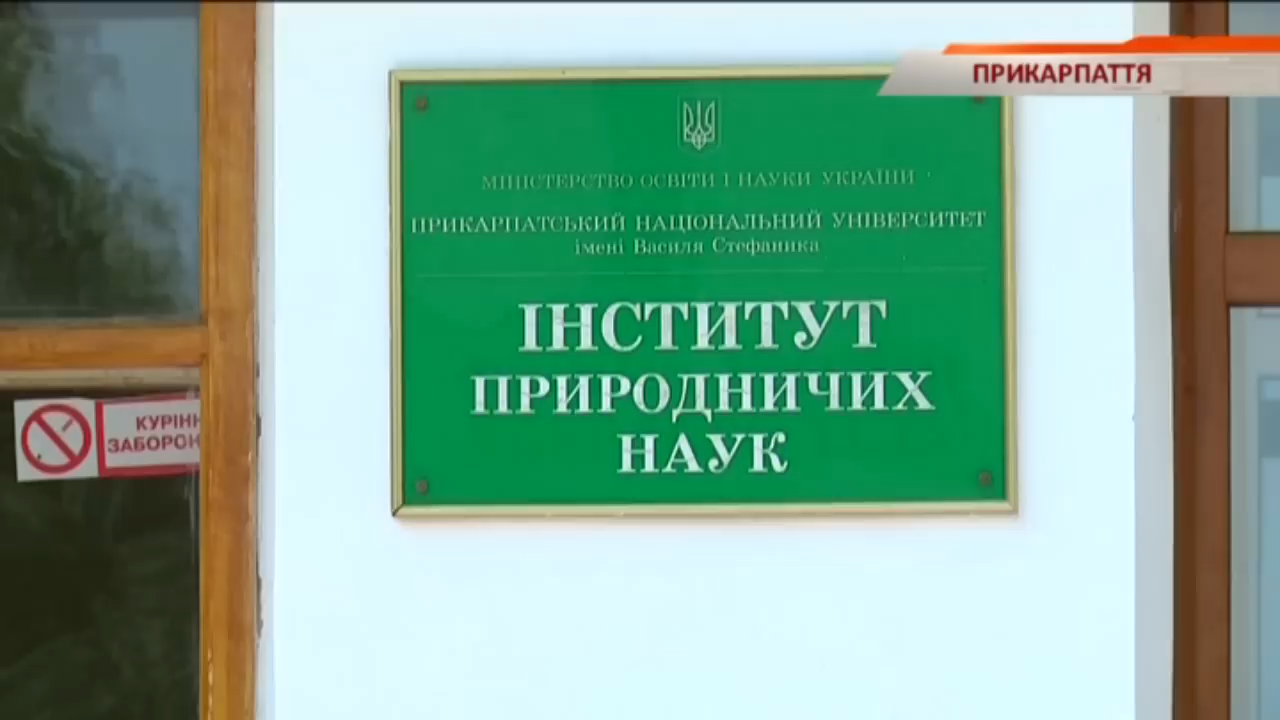 ПРИКАРПАТТЯ
МІНІСТЕРСТВО ОСВІТИ І НАУКИ УКРАЇНИ
ПРИКАРПАТСЬКИЙ НАЦІОНАЛЬНИЙ УНІВЕРСИТЕТ
імені Василя Стефаника
ІНСТИТУТ
ПРИРОДНИЧИХ
НАУК